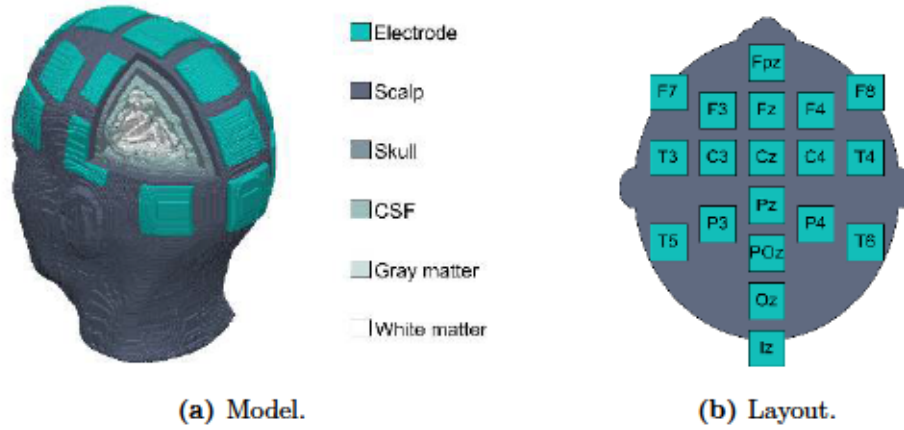 Electrode
Scalp
Skull
CSF
Gray matter
White matter
(a) Model.
Fpz
F7 F8
F3 Fz F4
T3 C3 Cz C4 T4
Pz
P3 P4
T5 T6
POz
Oz
Iz
(b) Layout.